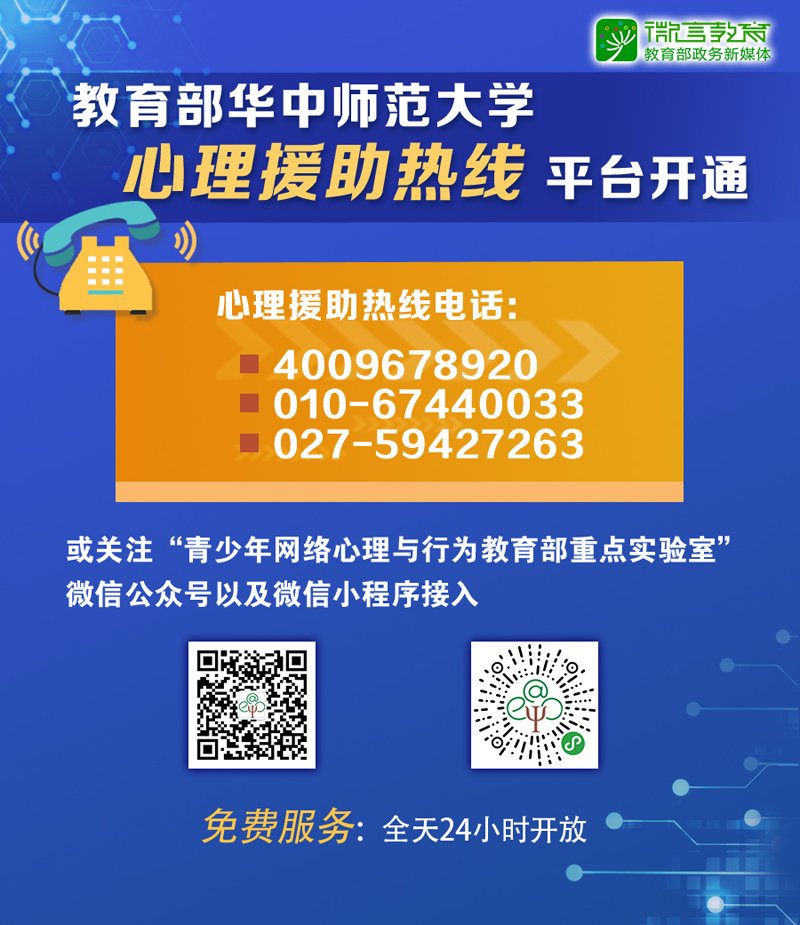 微言教育
教育部政务新媒体
教育部华中师范大学
心理援助热线 平台开通
心理援助热线电话：
4009678920
010-67440033
027-59427263
或关注“青少年网络心理与行为教育部重点实验室”
微信公众号以及微信小程序接入
免费服务：全天24小时开放